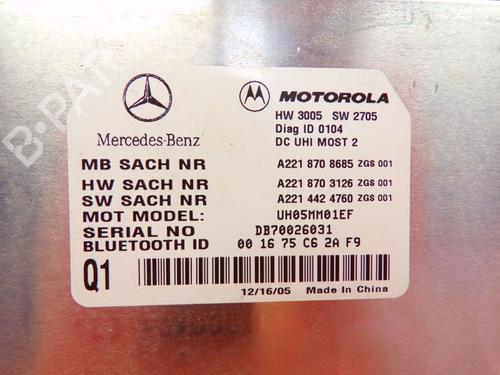 MOTOROLA
HW 3005 SW 2705
Diag ID 0104
DC UHI MOST 2
Mercedes-Benz
MB SACH NR A221 870 8685 ZGS 001
HW SACH NR A221 870 3126 ZGS 001
SW SACH NR A221 442 4760 ZGS 001
MOT MODEL: UH05MM01EF
SERIAL NO DB70026031
BLUETOOTH ID 00 16 75 C6 2A F9
Q1
12/16/05 Made In China
B-PARTS